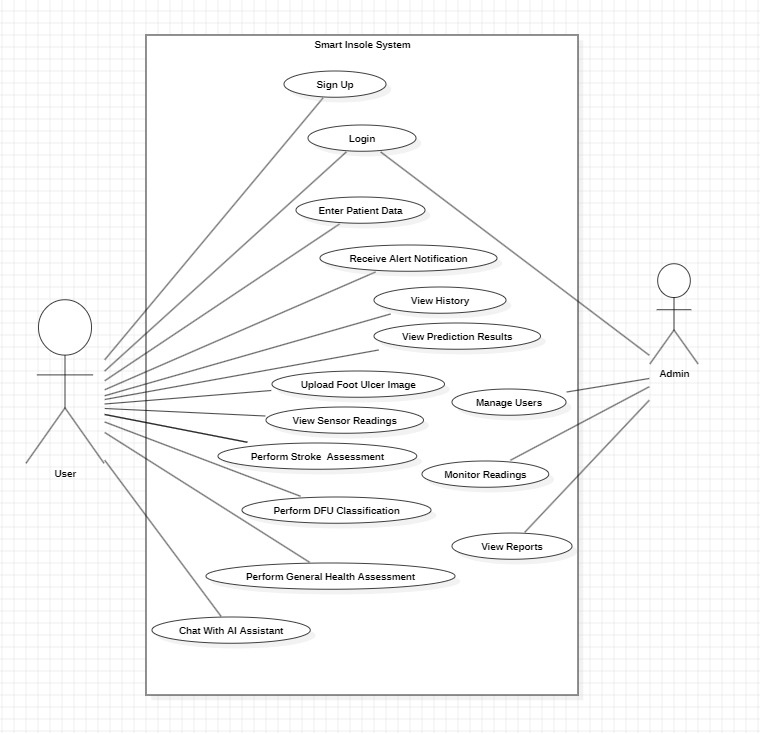 Smart Insole System
Sign Up
Login
Enter Patient Data
Receive Alert Notification
View History
View Prediction Results
Admin
Upload Foot Ulcer Image
Manage Users
View Sensor Readings
Perform Stroke  Assessment
User
Monitor Readings
Perform DFU Classification
View Reports
Perform General Health Assessment
Chat With AI Assistant